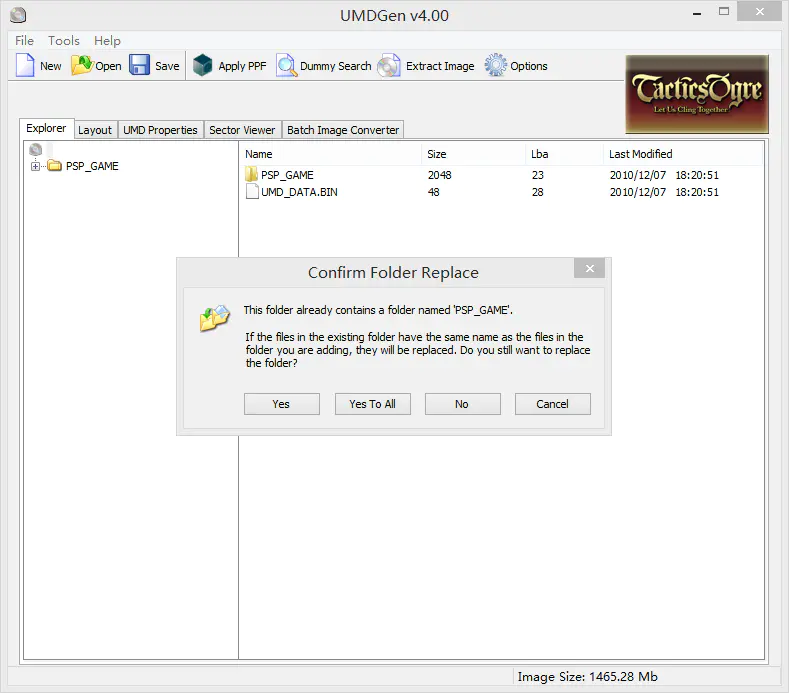 UMDGen v4.00
File Tools Help
New Open Save Apply PPF Dummy Search Extract Image Options
TacticsOgre
Let Us Cling Together
Explorer Layout UMD Properties Sector Viewer Batch Image Converter
PSP_GAME
Name Size Lba Last Modified
PSP_GAME 2048 23 2010/12/07 18:20:51
UMD_DATA.BIN 48 28 2010/12/07 18:20:51
Confirm Folder Replace
This folder already contains a folder named 'PSP_GAME'.
If the files in the existing folder have the same name as the files in the
folder you are adding, they will be replaced. Do you still want to replace
the folder?
Yes Yes To All No Cancel
Image Size: 1465.28 Mb